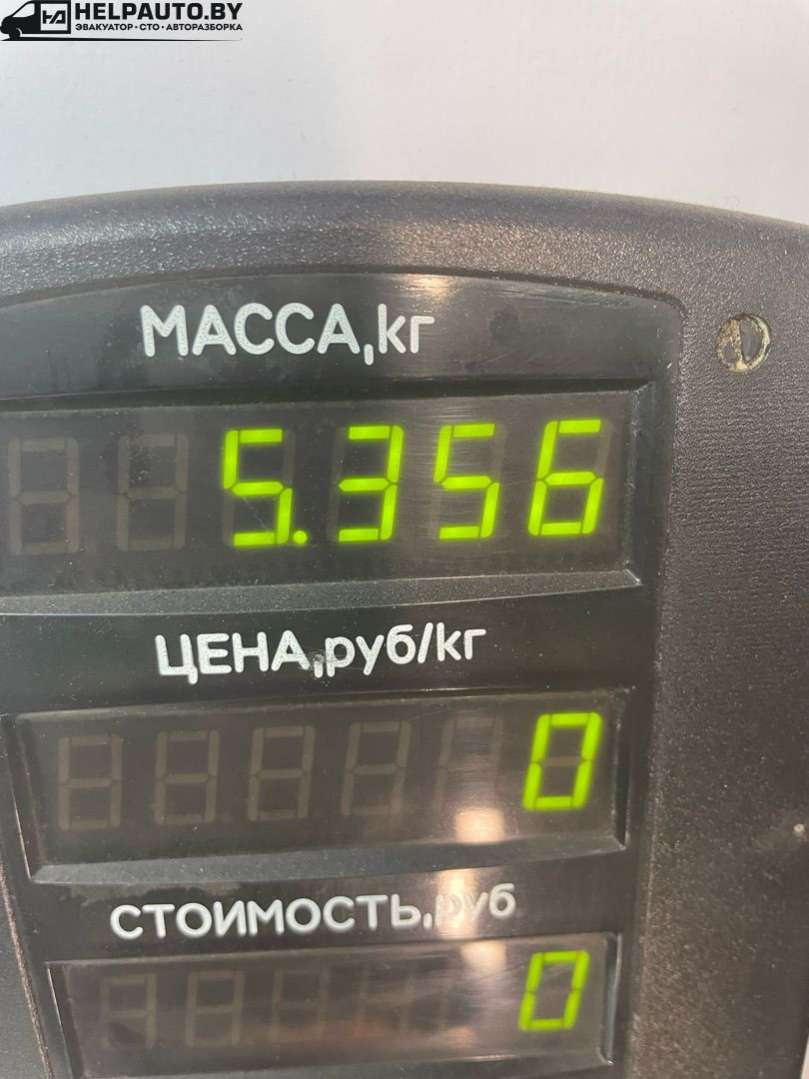 HELPAUTO.BY
ЭВАКУАТОР • СТО • АВТОРАЗБОРКА
МАССА,кг
5.356
ЦЕНА,руб/кг
0
СТОИМОСТЬ,руб
0